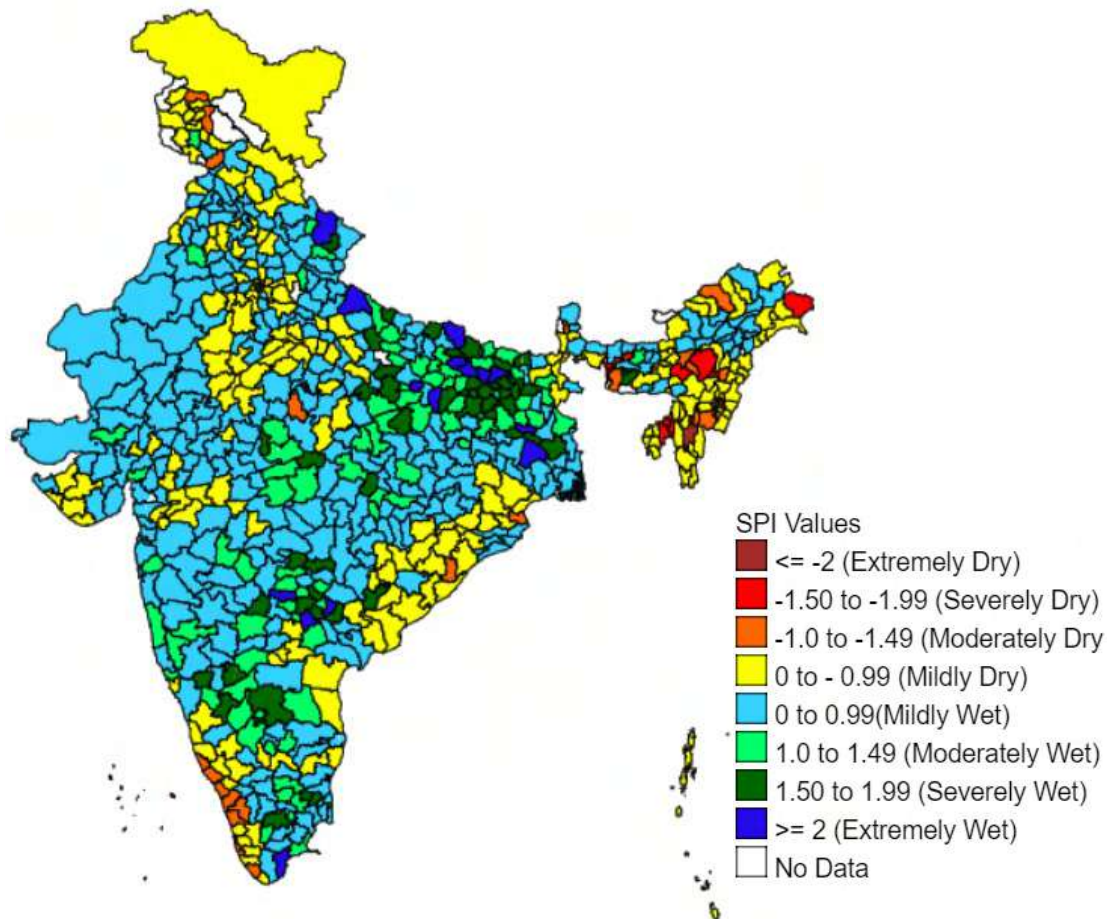 SPI Values
<= -2 (Extremely Dry)
-1.50 to -1.99 (Severely Dry)
-1.0 to -1.49 (Moderately Dry
0 to - 0.99 (Mildly Dry)
0 to 0.99(Mildly Wet)
1.0 to 1.49 (Moderately Wet)
1.50 to 1.99 (Severely Wet)
>= 2 (Extremely Wet)
No Data